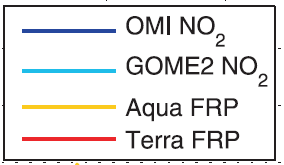 OMI NO₂
GOME2 NO₂
Aqua FRP
Terra FRP